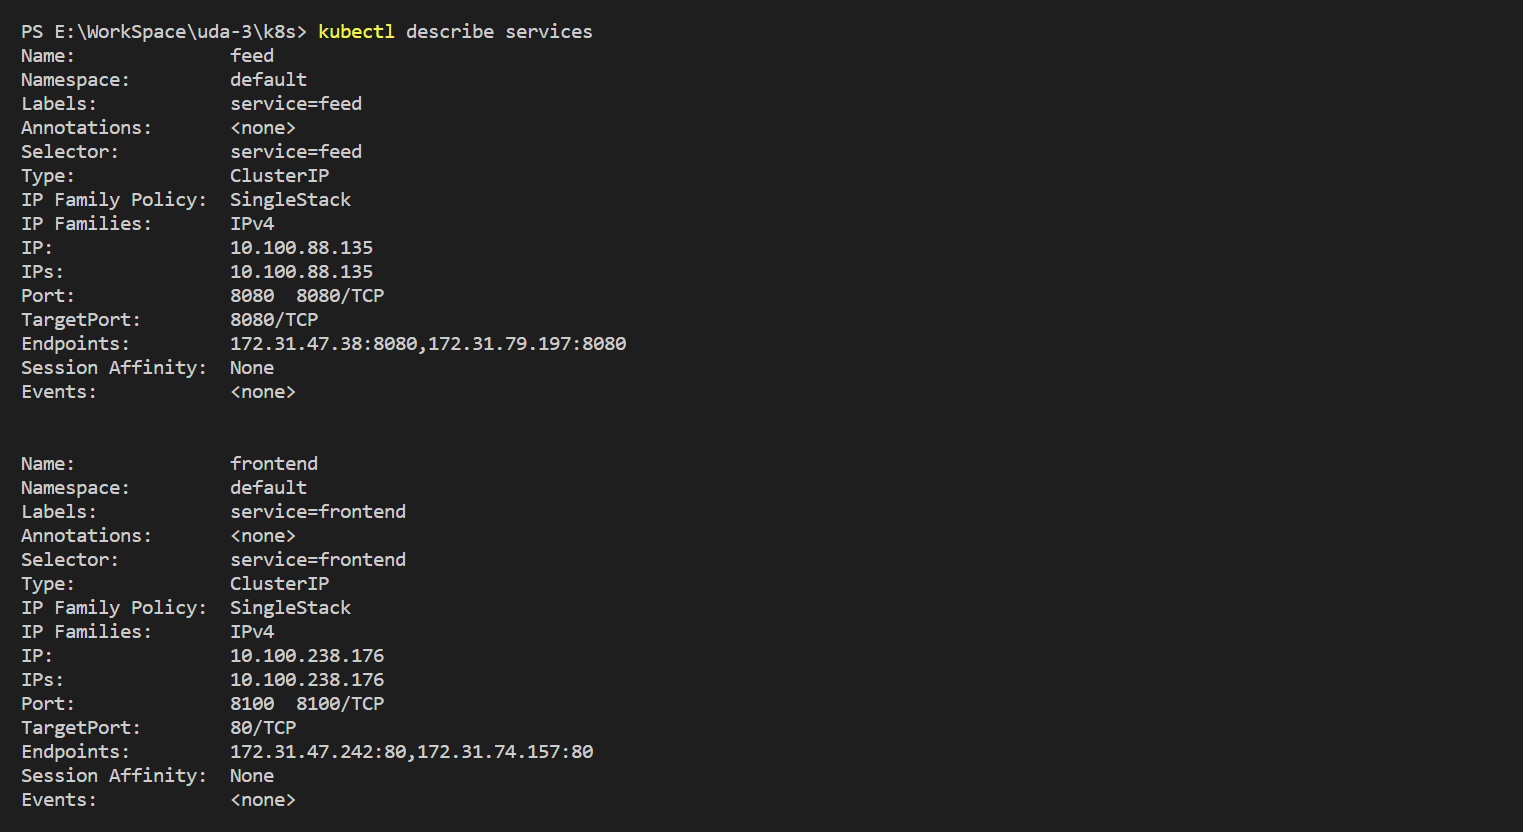 PS E:\WorkSpace\uda-3\k8s> kubectl describe services
Name:              feed
Namespace:         default
Labels:            service=feed
Annotations:       <none>
Selector:          service=feed
Type:              ClusterIP
IP Family Policy:  SingleStack
IP Families:       IPv4
IP:                10.100.88.135
IPs:               10.100.88.135
Port:              8080  8080/TCP
TargetPort:        8080/TCP
Endpoints:         172.31.47.38:8080,172.31.79.197:8080
Session Affinity:  None
Events:            <none>


Name:              frontend
Namespace:         default
Labels:            service=frontend
Annotations:       <none>
Selector:          service=frontend
Type:              ClusterIP
IP Family Policy:  SingleStack
IP Families:       IPv4
IP:                10.100.238.176
IPs:               10.100.238.176
Port:              8100  8100/TCP
TargetPort:        80/TCP
Endpoints:         172.31.47.242:80,172.31.74.157:80
Session Affinity:  None
Events:            <none>